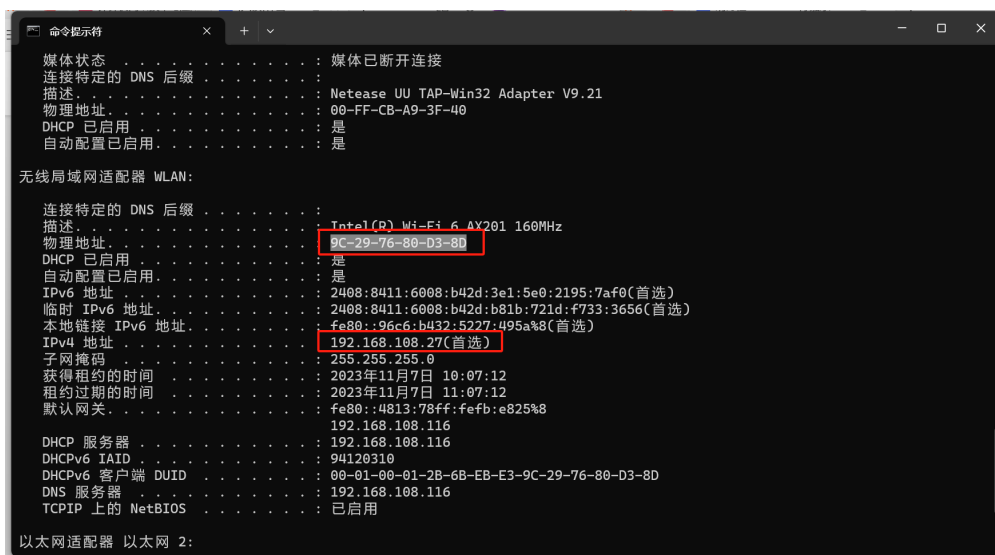 命令提示符
媒体状态 . . . . . . . . . . . . : 媒体已断开连接
连接特定的 DNS 后缀 . . . . . . . :
描述. . . . . . . . . . . . . . . : Netease UU TAP-Win32 Adapter V9.21
物理地址. . . . . . . . . . . . . : 00-FF-CB-A9-3F-40
DHCP 已启用 . . . . . . . . . . . : 是
自动配置已启用. . . . . . . . . . : 是
无线局域网适配器 WLAN:
连接特定的 DNS 后缀 . . . . . . . :
描述. . . . . . . . . . . . . . . : Intel(R) Wi-Fi 6 AX201 160MHz
物理地址. . . . . . . . . . . . . : 9C-29-76-80-D3-8D
DHCP 已启用 . . . . . . . . . . . : 是
自动配置已启用. . . . . . . . . . : 是
IPv6 地址 . . . . . . . . . . . . : 2408:8411:6008:b42d:3e1:5e0:2195:7af0(首选)
临时 IPv6 地址. . . . . . . . . . : 2408:8411:6008:b42d:b81b:721d:f733:3656(首选)
本地链接 IPv6 地址. . . . . . . . : fe80::96c6:b432:5227:495a%8(首选)
IPv4 地址 . . . . . . . . . . . . : 192.168.108.27(首选)
子网掩码 . . . . . . . . . . . . : 255.255.255.0
获得租约的时间 . . . . . . . . . : 2023年11月7日 10:07:12
租约过期的时间 . . . . . . . . . : 2023年11月7日 11:07:12
默认网关. . . . . . . . . . . . . : fe80::4813:78ff:fefb:e825%8
192.168.108.116
DHCP 服务器 . . . . . . . . . . . : 192.168.108.116
DHCPv6 IAID . . . . . . . . . . . : 94120310
DHCPv6 客户端 DUID . . . . . . . : 00-01-00-01-2B-6B-EB-E3-9C-29-76-80-D3-8D
DNS 服务器 . . . . . . . . . . . : 192.168.108.116
TCPIP 上的 NetBIOS . . . . . . . : 已启用
以太网适配器 以太网 2: